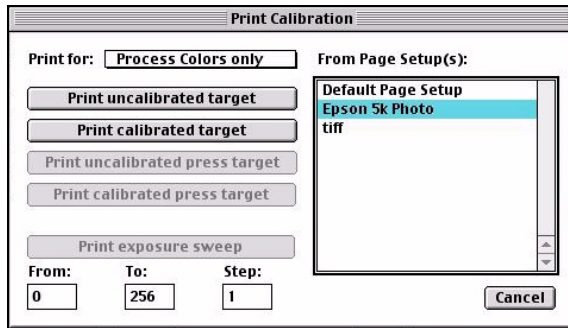 Print Calibration
Print for: Process Colors only
From Page Setup(s):
Print uncalibrated target
Print calibrated target
Print uncalibrated press target
Print calibrated press target
Default Page Setup
Epson 5k Photo
tiff
Print exposure sweep
From: To: Step:
0 256 1
Cancel